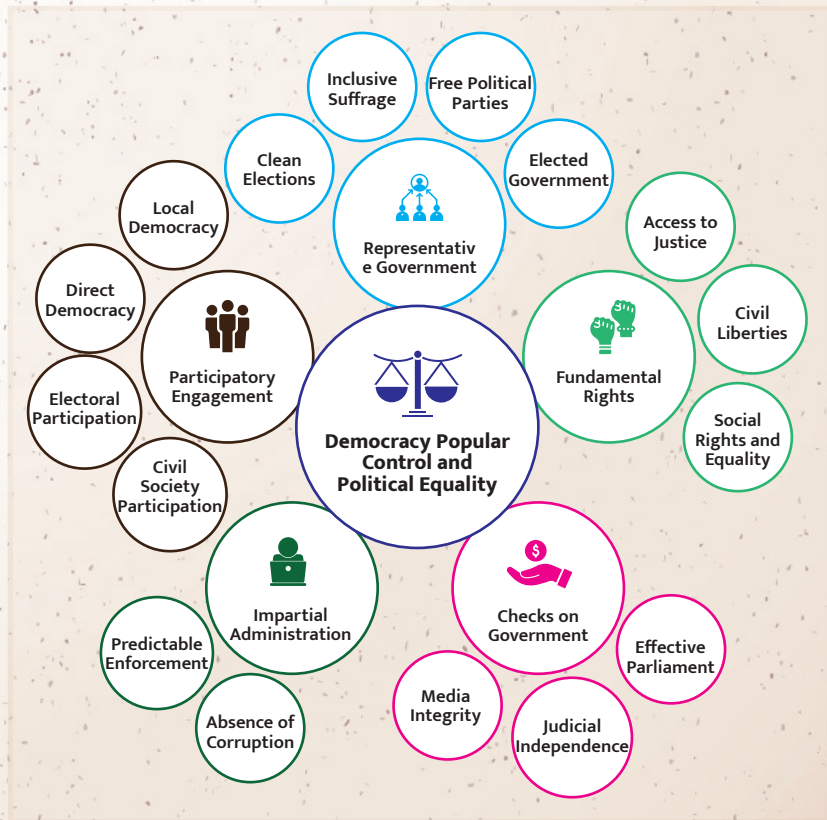 Inclusive
Suffrage
Free Political
Parties
Clean
Elections
Elected
Government
Representativ
e Government
Local
Democracy
Direct
Democracy
Electoral
Participation
Civil
Society
Participation
Participatory
Engagement
Access to
Justice
Civil
Liberties
Social
Rights and
Equality
Fundamental
Rights
Democracy Popular
Control and
Political Equality
Impartial
Administration
Predictable
Enforcement
Absence of
Corruption
$
Checks on
Government
Effective
Parliament
Media
Integrity
Judicial
Independence